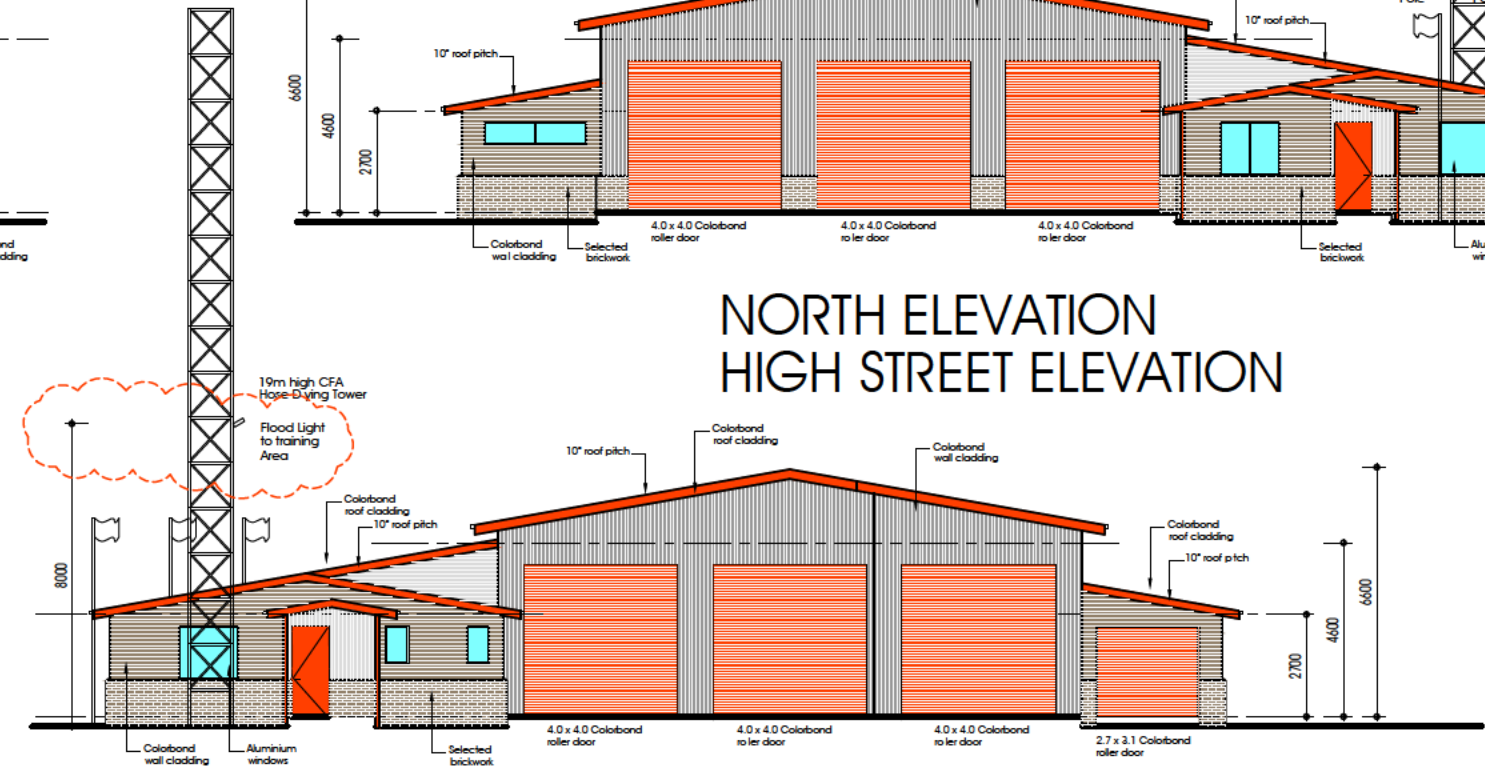 10° roof pitch
10° roof pitch
6600
4600
2700
4.0 x 4.0 Colorbond
roller door
4.0 x 4.0 Colorbond
roller door
4.0 x 4.0 Colorbond
roller door
Colorbond
wall cladding
Selected
brickwork
Selected
brickwork
NORTH ELEVATION
HIGH STREET ELEVATION
19m high CFA
Hose Drying Tower
Flood Light
to training
Area
8000
Colorbond
roof cladding
10° roof pitch
10° roof pitch
Colorbond
roof cladding
Colorbond
wall cladding
Colorbond
roof cladding
10° roof pitch
6600
4600
2700
Colorbond
wall cladding
Aluminium
windows
Selected
brickwork
4.0 x 4.0 Colorbond
roller door
4.0 x 4.0 Colorbond
roller door
4.0 x 4.0 Colorbond
roller door
2.7 x 3.1 Colorbond
roller door